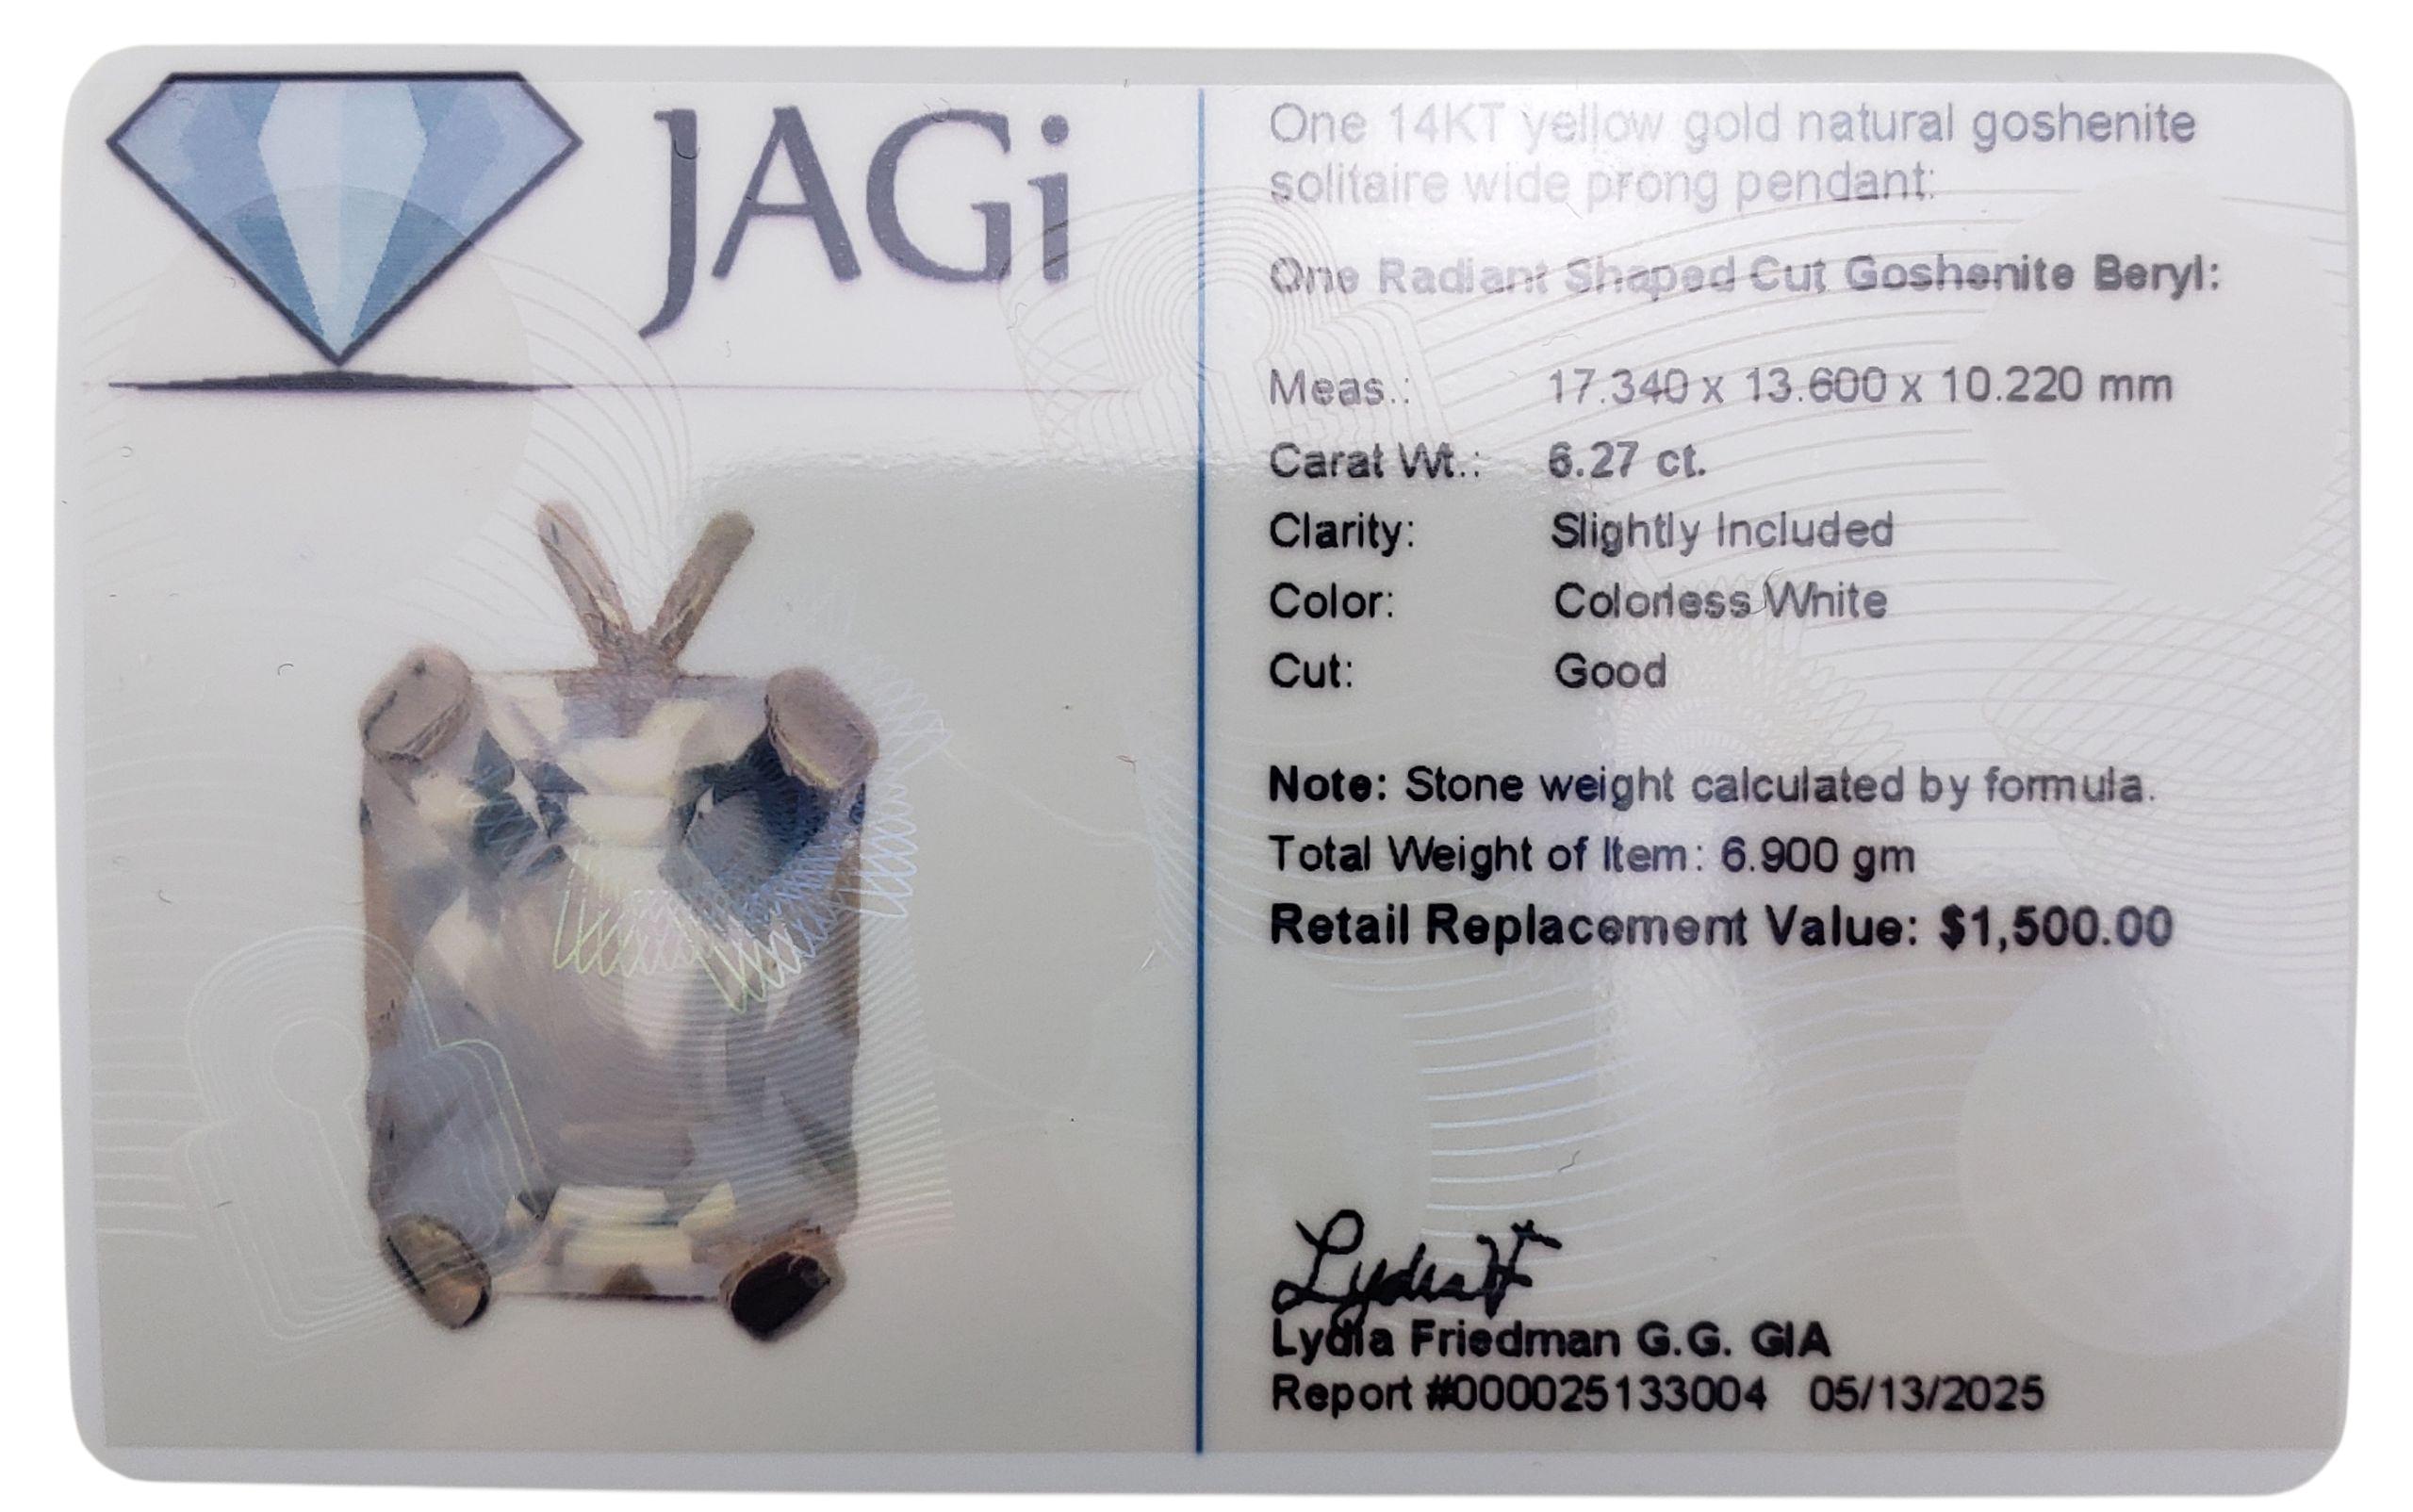 JAGi
One 14KT yellow gold natural goshenite
solitaire wide prong pendant:
One Radiant Shaped Cut Goshenite Beryl:
Meas.: 17.340 x 13.600 x 10.220 mm
Carat Wt.: 6.27 ct.
Clarity: Slightly Included
Color: Colorless White
Cut: Good
Note: Stone weight calculated by formula.
Total Weight of Item: 6.900 gm
Retail Replacement Value: $1,500.00
Lydia F
Lydia Friedman G.G. GIA
Report #000025133004 05/13/2025